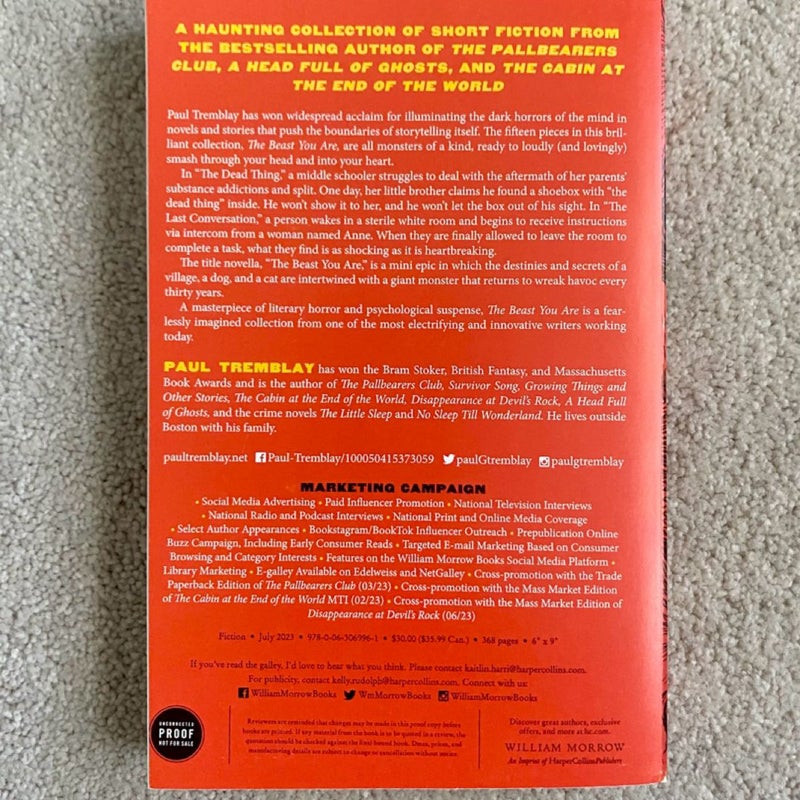 A HAUNTING COLLECTION OF SHORT FICTION FROM
THE BESTSELLING AUTHOR OF THE PALLBEARERS
CLUB, A HEAD FULL OF GHOSTS, AND THE CABIN AT
THE END OF THE WORLD
Paul Tremblay has won widespread acclaim for illuminating the dark horrors of the mind in
novels and stories that push the boundaries of storytelling itself. The fifteen pieces in this bril-
liant collection, The Beast You Are, are all monsters of a kind, ready to loudly (and lovingly)
smash through your head and into your heart.
In “The Dead Thing,” a middle schooler struggles to deal with the aftermath of her parents’
substance addictions and split. One day, her little brother claims he found a shoebox with “the
dead thing” inside. He won’t show it to her, and he won’t let the box out of his sight. In “The
Last Conversation,” a person wakes in a sterile white room and begins to receive instructions
via intercom from a woman named Anne. When they are finally allowed to leave the room to
complete a task, what they find is as shocking as it is heartbreaking.
The title novella, “The Beast You Are,” is a mini epic in which the destinies and secrets of a
village, a dog, and a cat are intertwined with a giant monster that returns to wreak havoc every
thirty years.
A masterpiece of literary horror and psychological suspense, The Beast You Are is a fear-
lessly imagined collection from one of the most electrifying and innovative writers working
today.
PAUL TREMBLAY has won the Bram Stoker, British Fantasy, and Massachusetts
Book Awards and is the author of The Pallbearers Club, Survivor Song, Growing Things and
Other Stories, The Cabin at the End of the World, Disappearance at Devil’s Rock, A Head Full
of Ghosts, and the crime novels The Little Sleep and No Sleep Till Wonderland. He lives outside
Boston with his family.
paultremblay.net Paul-Tremblay/100050415373059 paulGtremblay paulgtremblay
MARKETING CAMPAIGN
• Social Media Advertising • Paid Influencer Promotion • National Television Interviews
• National Radio and Podcast Interviews • National Print and Online Media Coverage
• Select Author Appearances • Bookstagram/BookTok Influencer Outreach • Prepublication Online
Buzz Campaign, Including Early Consumer Reads • Targeted E-mail Marketing Based on Consumer
Browsing and Category Interests • Features on the William Morrow Books Social Media Platform •
Library Marketing • E-galley Available on Edelweiss and NetGalley • Cross-promotion with the Trade
Paperback Edition of The Pallbearers Club (03/23) • Cross-promotion with the Mass Market Edition
of The Cabin at the End of the World MTI (02/23) • Cross-promotion with the Mass Market Edition of
Disappearance at Devil’s Rock (06/23)
Fiction • July 2023 • 978-0-06-306996-1 • $30.00 ($35.99 Can.) • 368 pages • 6" x 9"
If you’ve read the galley, I’d love to hear what you think. Please contact kaitlin.harri@harpercollins.com.
For publicity, contact kelly.rudolph@harpercollins.com. Connect with us:
WilliamMorrowBooks WmMorrowBooks WilliamMorrowBooks
UNCORRECTED
PROOF
NOT FOR SALE
Reviewers are reminded that changes may be made in this proof copy before
books are printed. If any material from the book is to be quoted in a review, the
quotation should be checked against the final bound book. Dates, prices, and
manufacturing details are subject to change or cancellation without notice.
Discover great authors, exclusive
offers, and more at hc.com.
WILLIAM MORROW
An Imprint of HarperCollinsPublishers